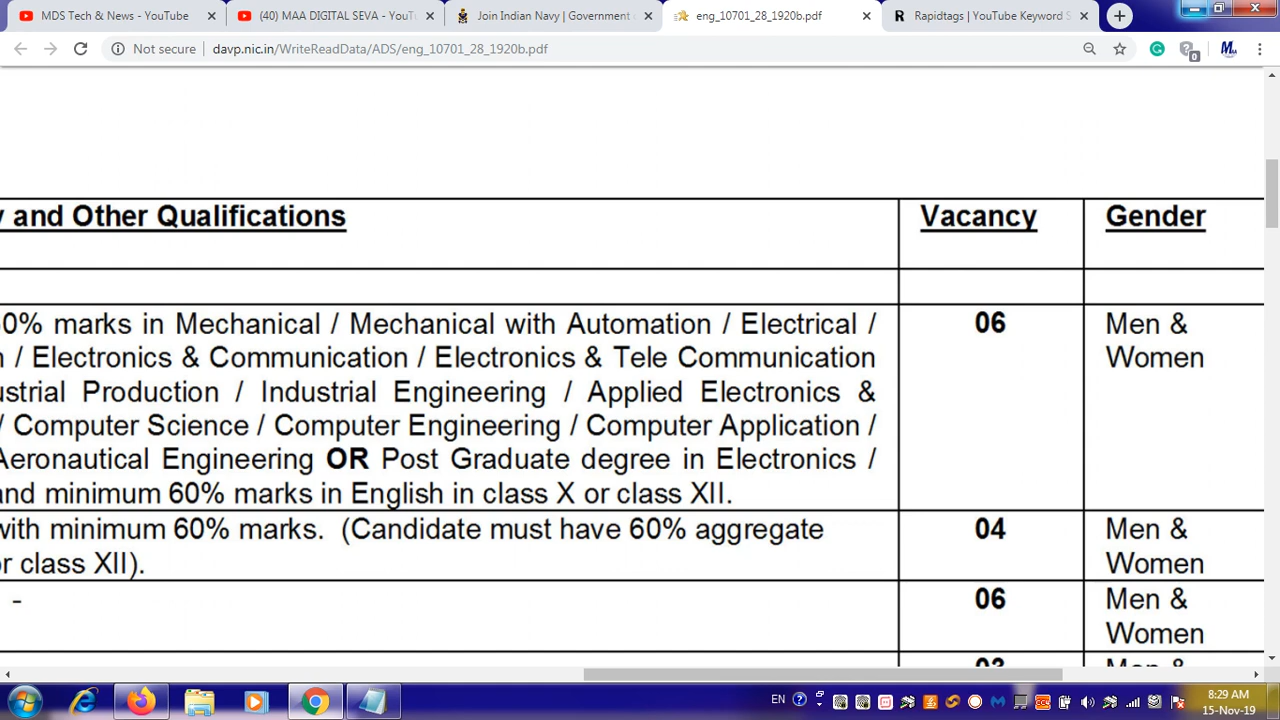 MDS Tech & News - YouTube
(40) MAA DIGITAL SEVA - YouT
Join Indian Navy | Government
eng_10701_28_1920b.pdf
R
| YouTube Keyword S
Not secure
davp.nic.in/WriteReadData/ADS/eng_10701_28_1920b.pdf
0
and Other Qualifications
Vacancy
Gender
0% marks in Mechanical / Mechanical with Automation / Electrical /
06
Men &
/ Electronics & Communication / Electronics & Tele Communication
Women
ustrial Production / Industrial Engineering / Applied Electronics &
/ Computer Science / Computer Engineering / Computer Application /
Aeronautical Engineering OR Post Graduate degree in Electronics /
and minimum 60% marks in English in class X or class XII.
with minimum 60% marks. (Candidate must have 60% aggregate
04
Men &
or class XII).
Women
-
06
Men &
Women
03
Men &
EN
8:29 AM
15-Nov-19